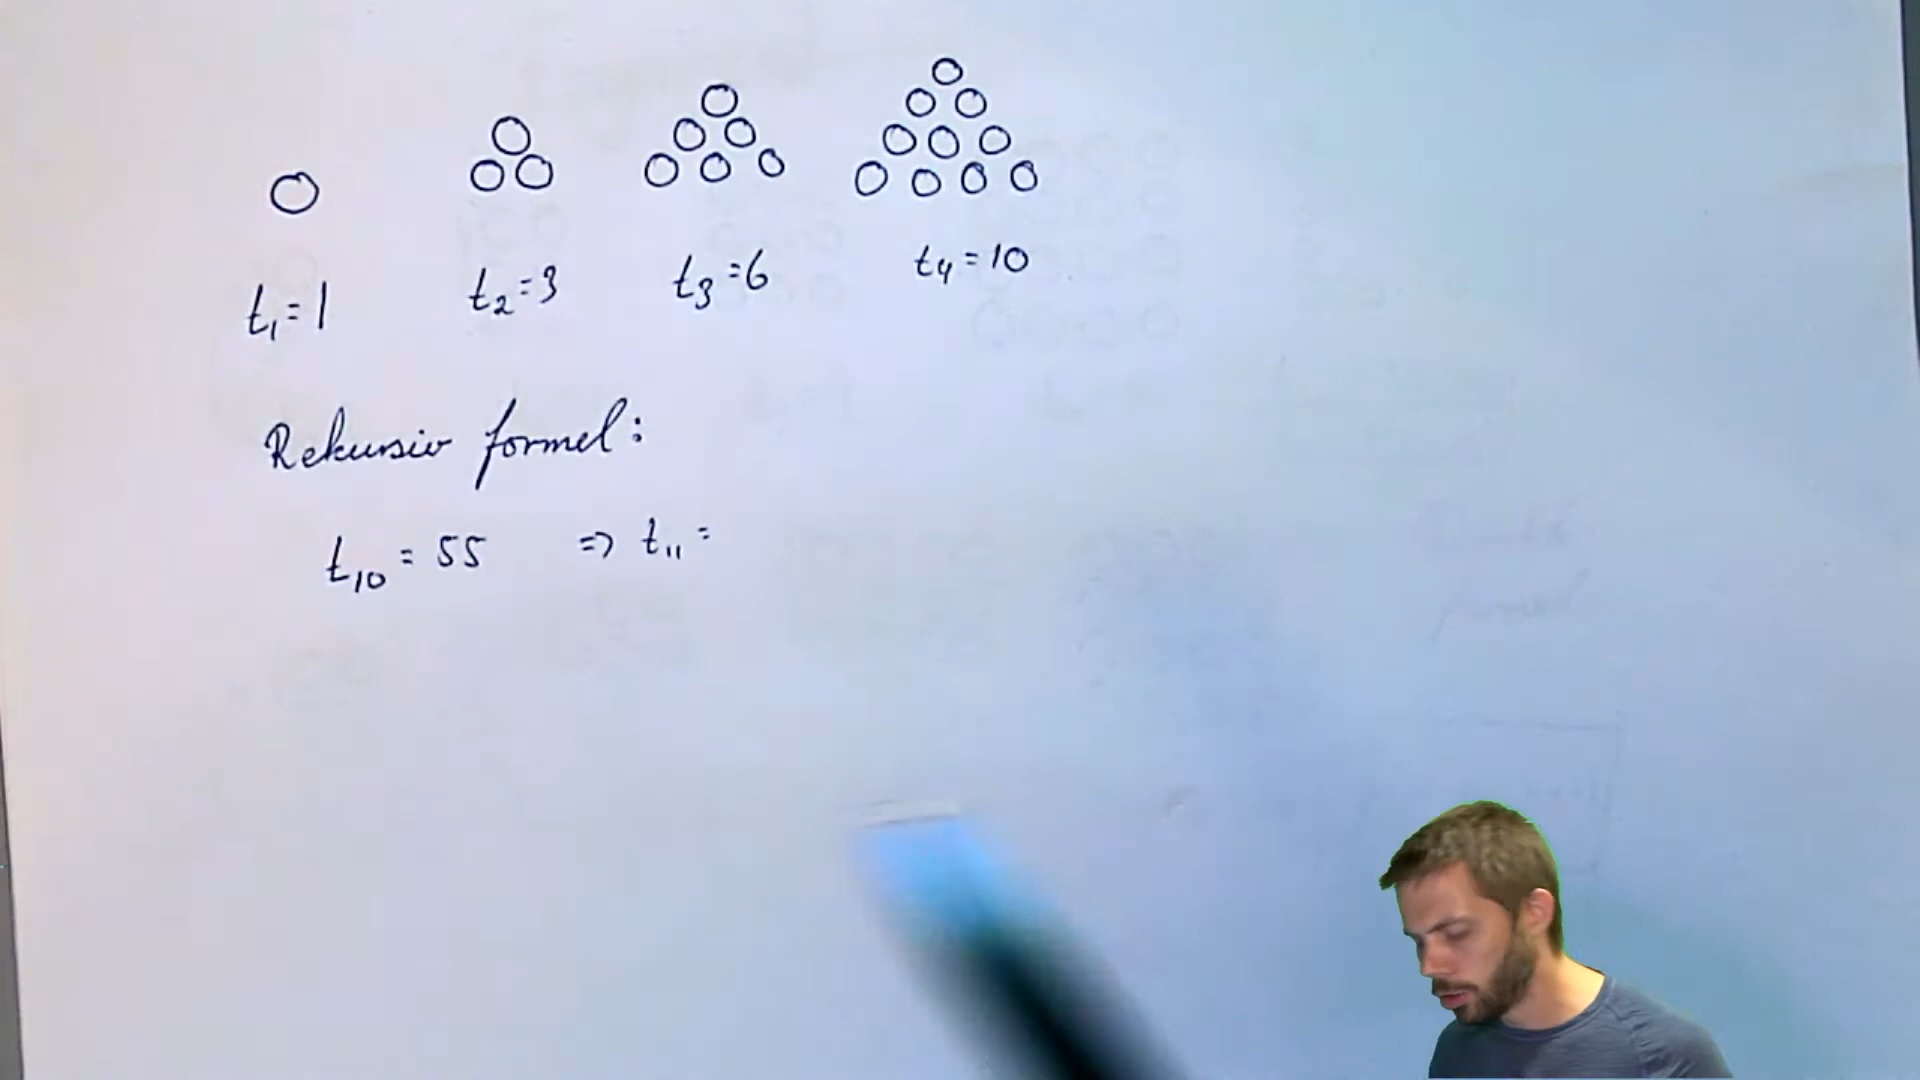 t₁=1 t₂=3 t₃=6 t₄=10
Rekursiv formel:
t₁₀ = 55 => t₁₁ =